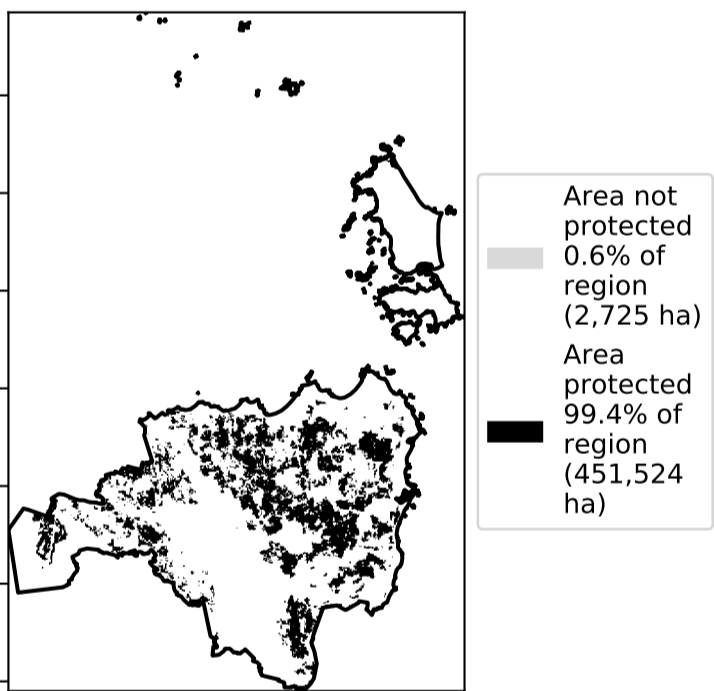 Area not
protected
0.6% of
region
(2,725 ha)
Area
protected
99.4% of
region
(451,524
ha)